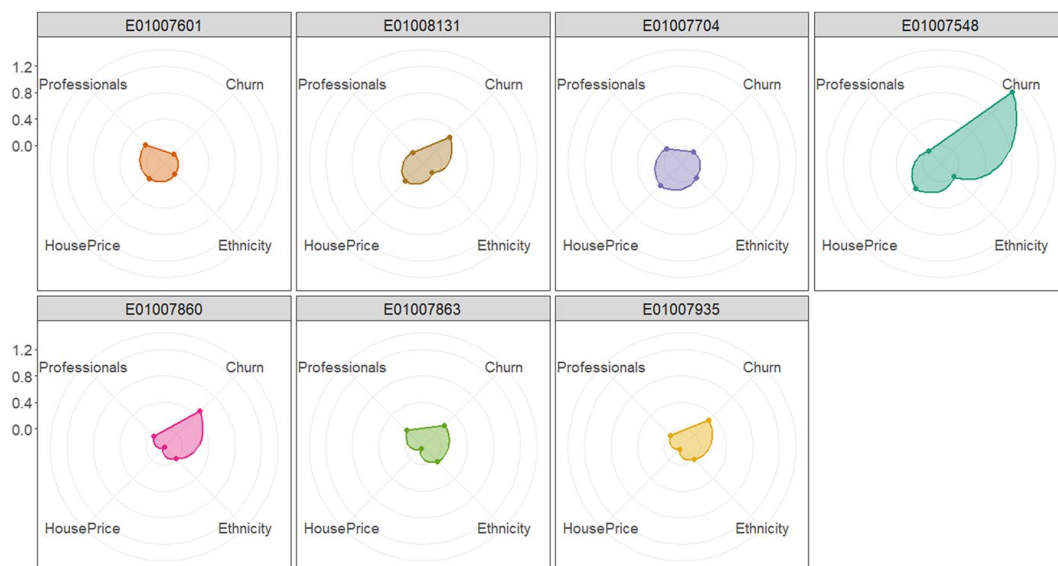 E01007601 E01008131 E01007704 E01007548
1.2
Professionals Churn Professionals Churn Professionals Churn Professionals Churn
0.8
0.4
0.0
HousePrice Ethnicity HousePrice Ethnicity HousePrice Ethnicity HousePrice Ethnicity
E01007860 E01007863 E01007935
1.2
Professionals Churn Professionals Churn Professionals Churn
0.8
0.4
0.0
HousePrice Ethnicity HousePrice Ethnicity HousePrice Ethnicity